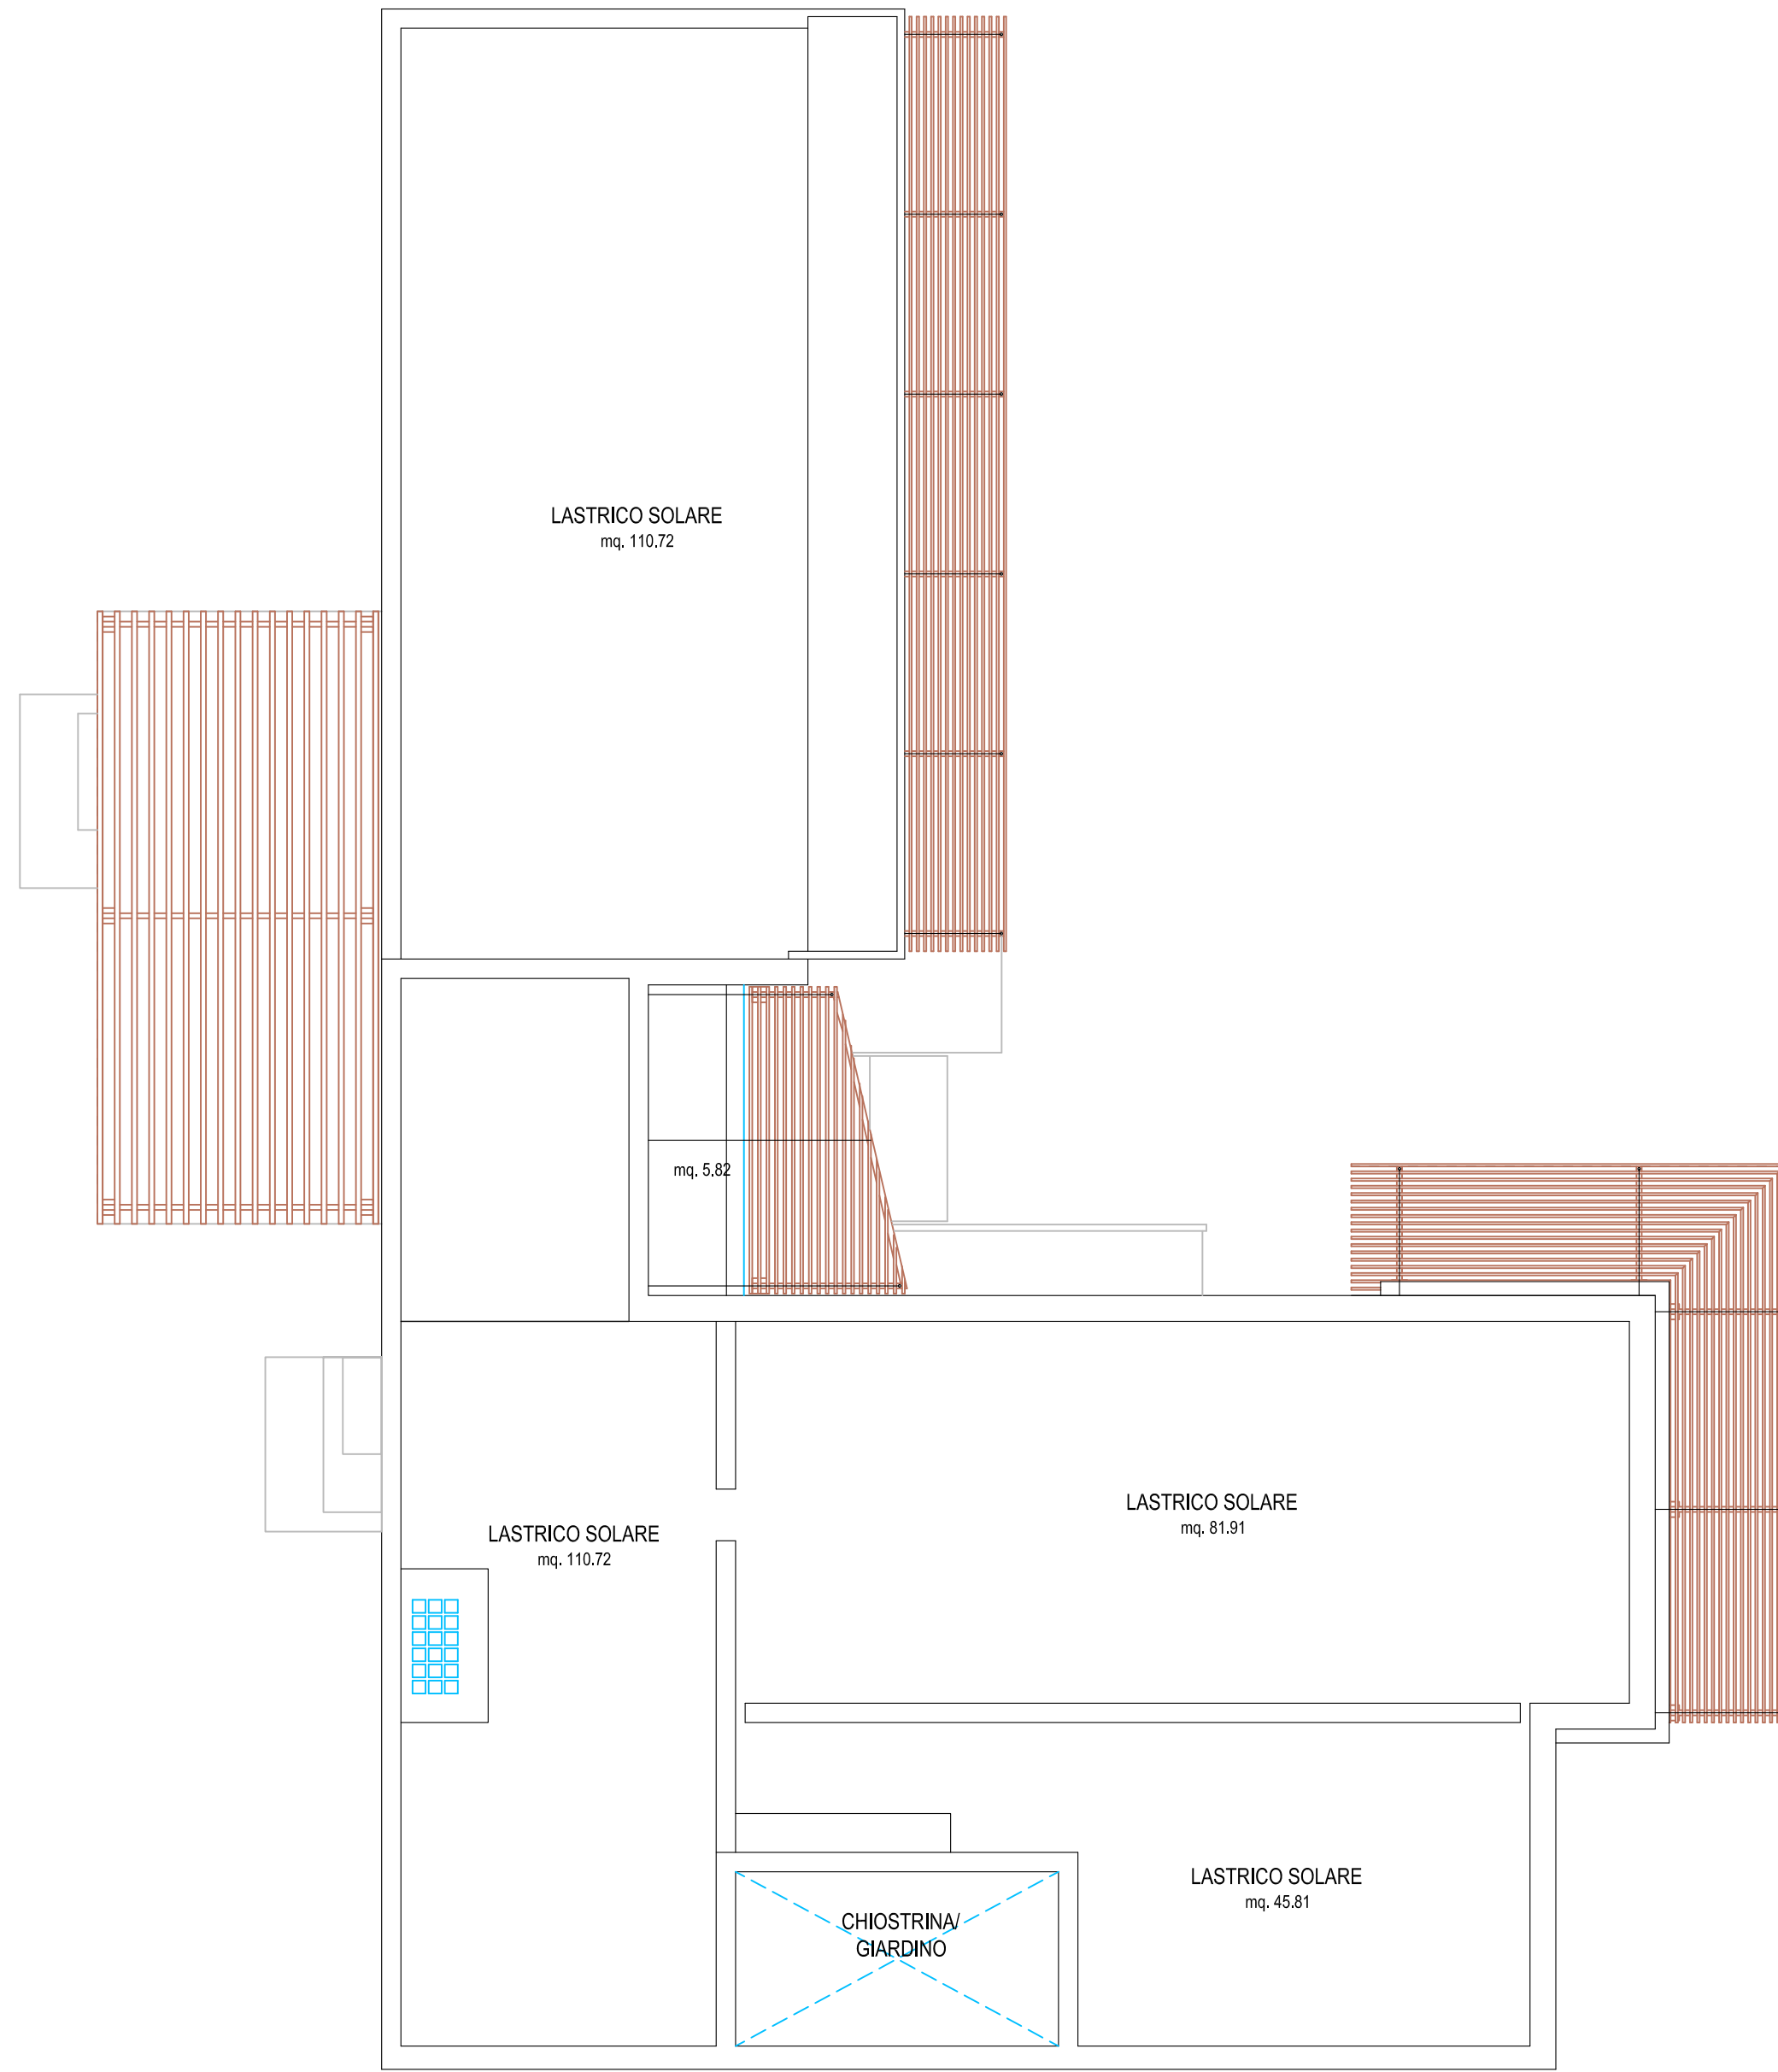 LASTRICO SOLARE
mq. 110.72
mq. 5.82
LASTRICO SOLARE
mq. 81.91
LASTRICO SOLARE
mq. 110.72
LASTRICO SOLARE
mq. 45.81
CHIOSTRINA/
GIARDINO